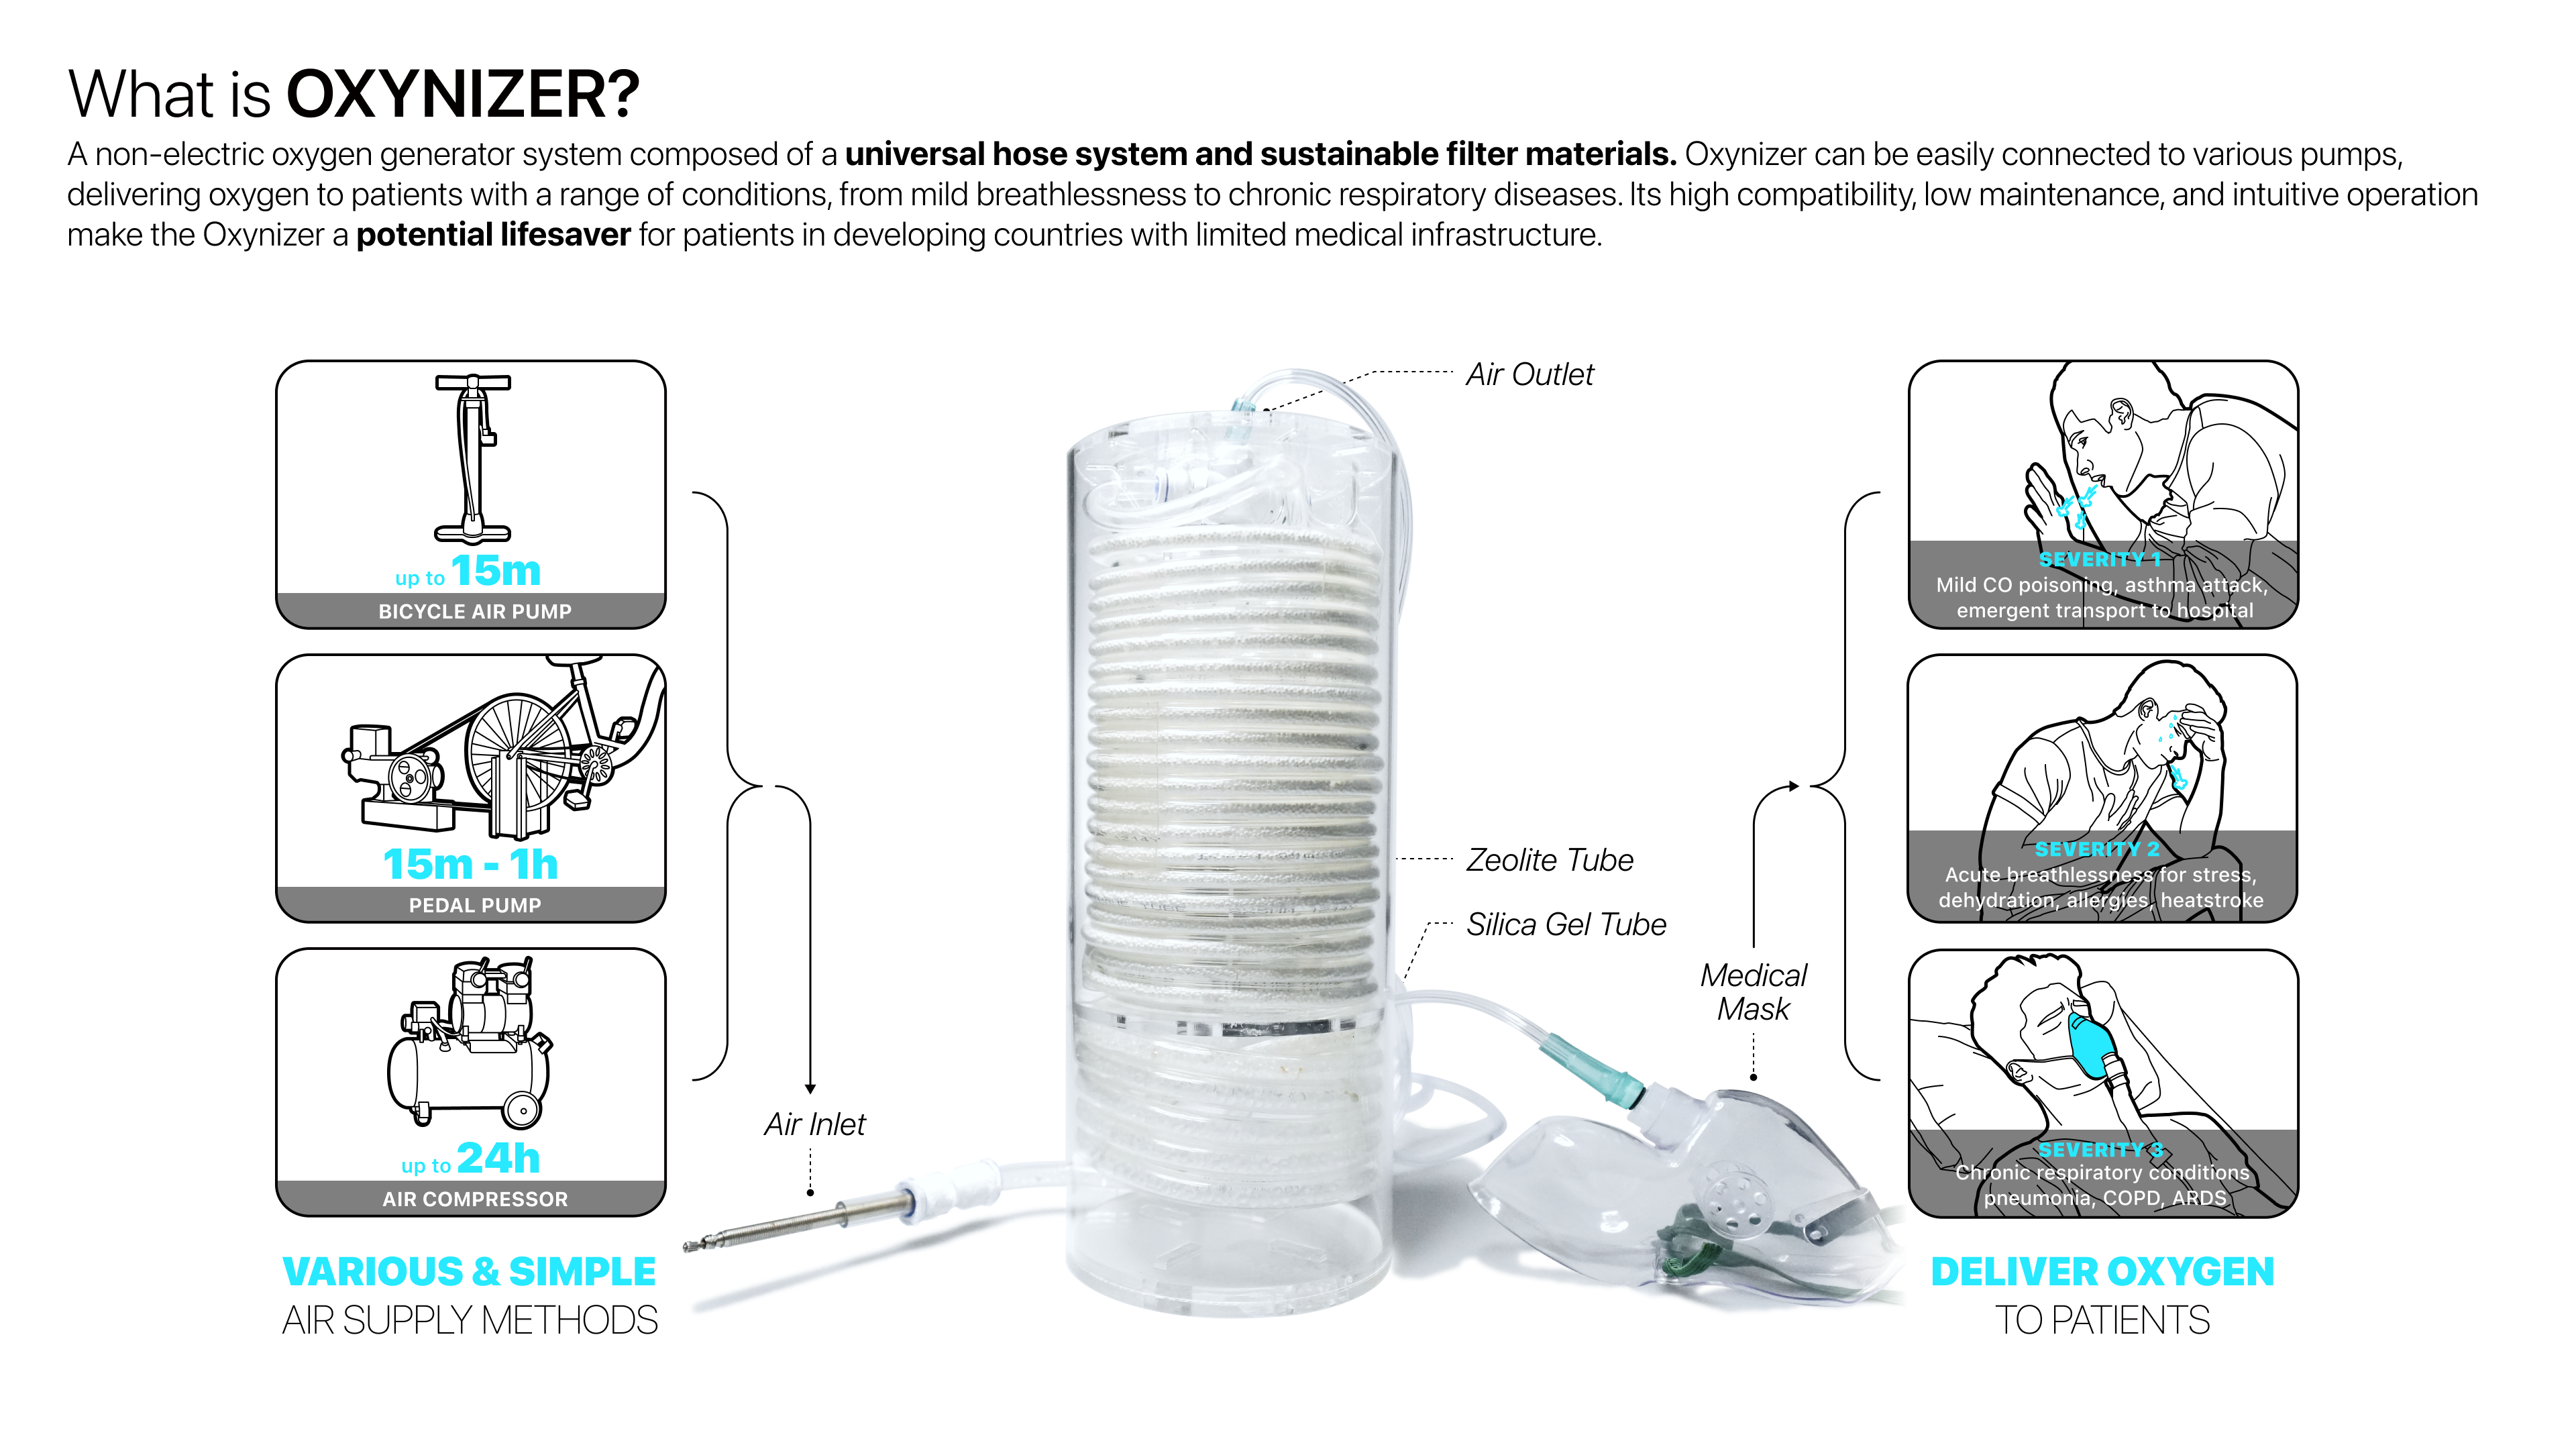 What is OXYNIZER?
A non-electric oxygen generator system composed of a universal hose system and sustainable filter materials. Oxynizer can be easily connected to various pumps,
delivering oxygen to patients with a range of conditions, from mild breathlessness to chronic respiratory diseases. Its high compatibility, low maintenance, and intuitive operation
make the Oxynizer a potential lifesaver for patients in developing countries with limited medical infrastructure.
up to 15m
BICYCLE AIR PUMP
15m - 1h
PEDAL PUMP
up to 24h
AIR COMPRESSOR
VARIOUS & SIMPLE
AIR SUPPLY METHODS
Air Inlet
Air Outlet
Zeolite Tube
Silica Gel Tube
Medical
Mask
SEVERITY 1
Mild CO poisoning, asthma attack,
emergent transport to hospital
SEVERITY 2
Acute breathlessness for stress,
dehydration, allergies, heatstroke
SEVERITY 3
Chronic respiratory conditions
pneumonia, COPD, ARDS
DELIVER OXYGEN
TO PATIENTS